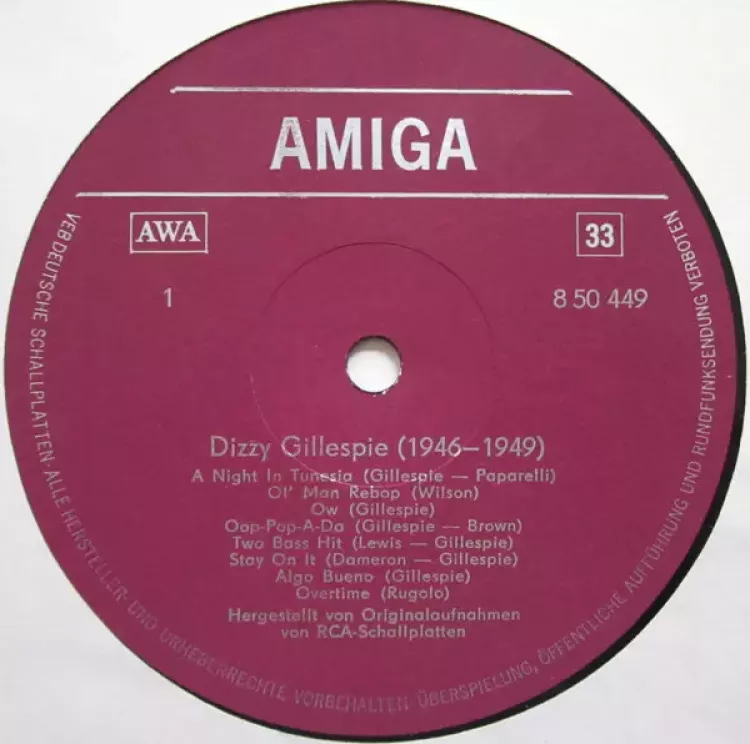 AMIGA
AWA
33
1
8 50 449
Dizzy Gillespie (1946–1949)
A Night In Tunesia (Gillespie — Paparelli)
Ol' Man Rebop (Wilson)
Ow (Gillespie)
Oop-Pop-A-Da (Gillespie — Brown)
Two Bass Hit (Lewis — Gillespie)
Stay On It (Dameron — Gillespie)
Algo Bueno (Gillespie)
Overtime (Rugolo)
Hergestellt von Originalaufnahmen
von RCA-Schallplatten
VEB DEUTSCHE SCHALLPLATTEN·ALLE HERSTELLER- UND URHEBERRECHTE VORBEHALTEN ÜBERSPIELUNG, ÖFFENTLICHE AUFFÜHRUNG UND RUNDFUNKSENDUNG VERBOTEN